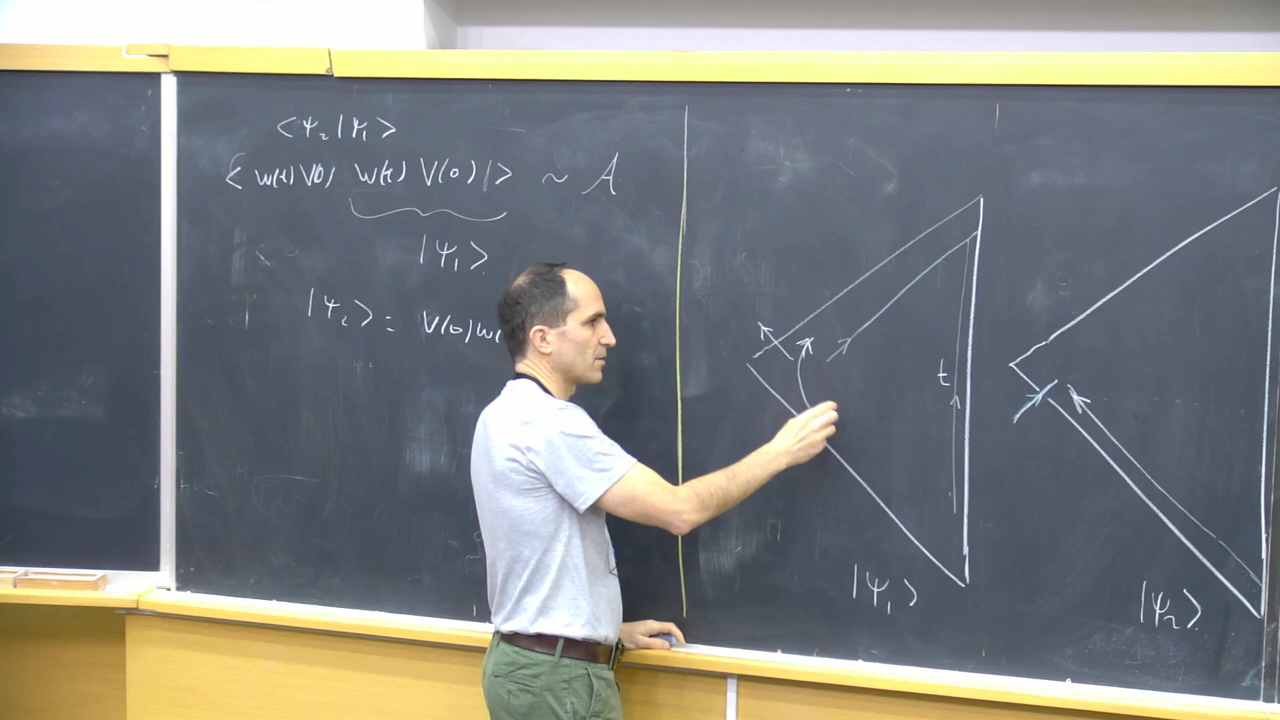 <ψ₂|ψ₁>
<W(t)V(0) W(t) V(0)|> ~ A
|ψ₁>
|ψ₂> = V(0)W(
t
|ψ₁>
|ψ₂>